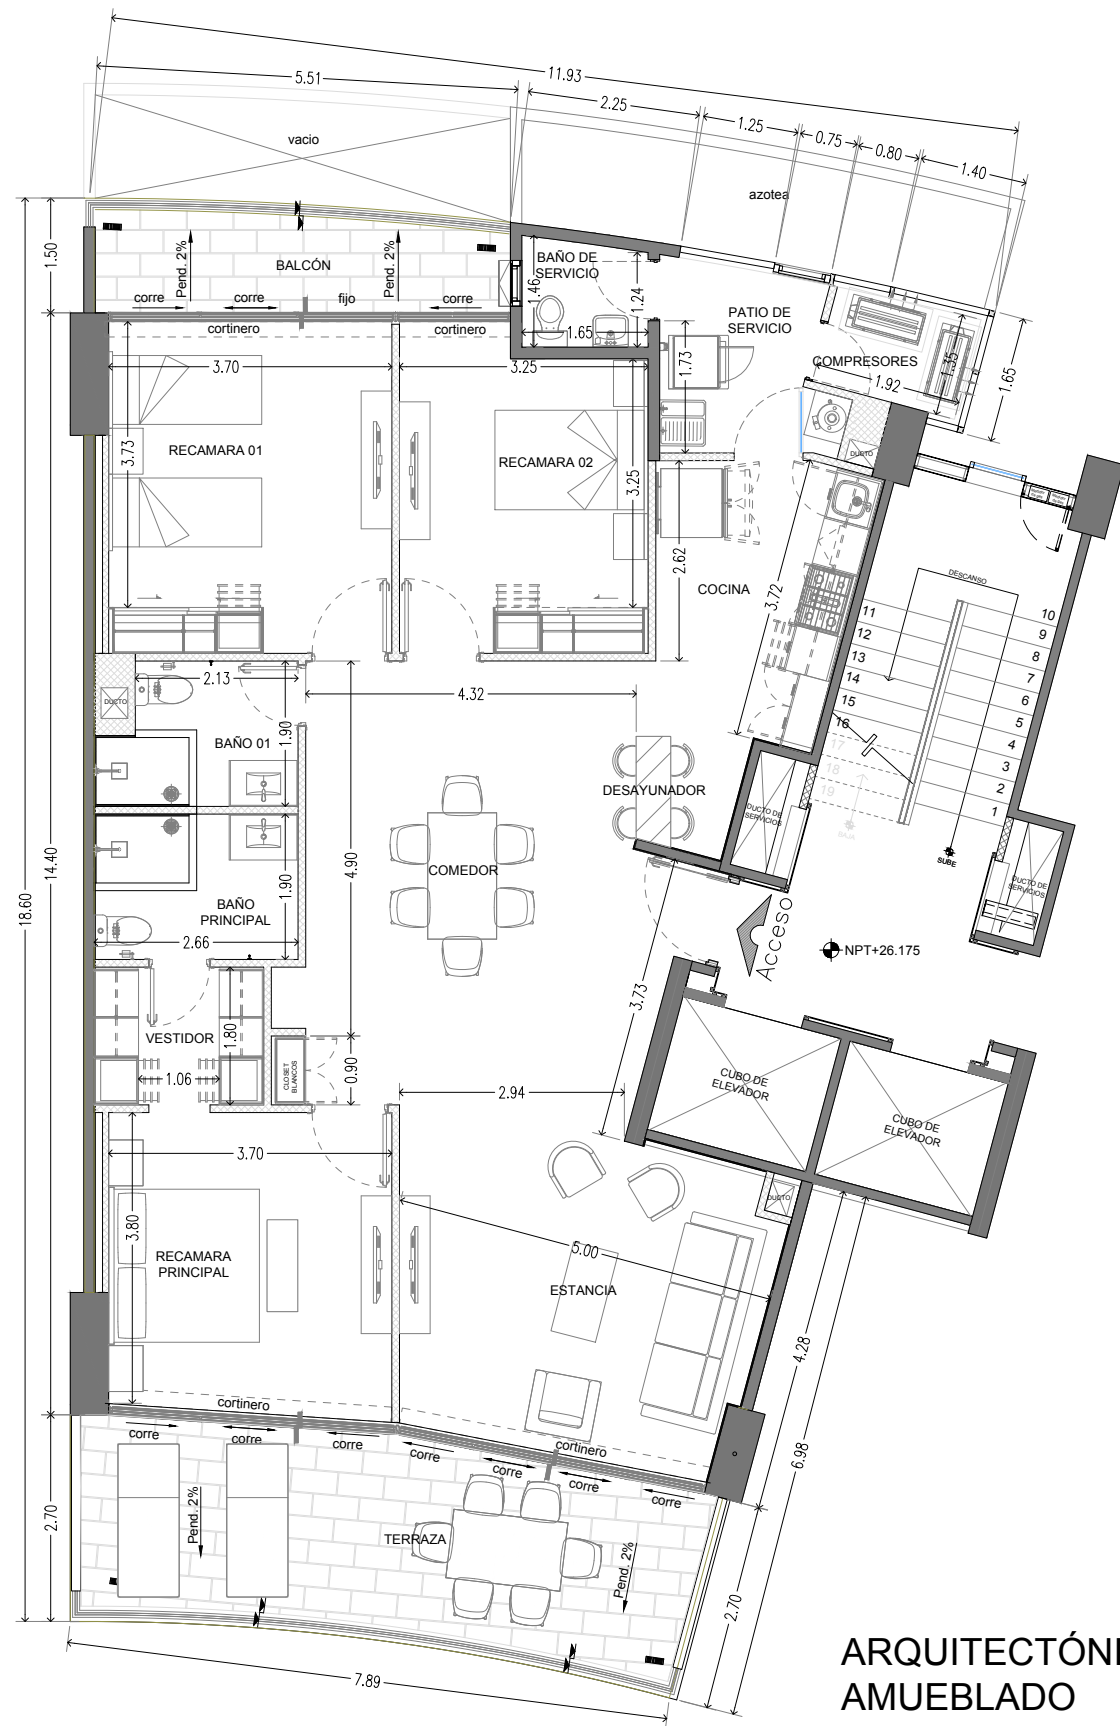 11.93
5.51
2.25
1.25
0.75
0.80
1.40
vacio
azotea
1.50
Pend. 2%
BALCÓN
Pend. 2%
corre
corre
fijo
corre
cortinero
cortinero
BAÑO DE
SERVICIO
1.46
1.24
1.65
PATIO DE
SERVICIO
1.73
COMPRESORES
1.92
1.35
1.65
3.70
3.25
3.73
RECAMARA 01
RECAMARA 02
3.25
DUCTO
2.62
COCINA
3.72
DESCANSO
11
12
13
14
15
16
17
18
19
BAJA
10
9
8
7
6
5
4
3
2
1
SUBE
DUCTO
2.13
4.32
BAÑO 01
1.90
DESAYUNADOR
DUCTO DE
SERVICIOS
DUCTO DE
SERVICIOS
18.60
14.40
4.90
COMEDOR
1.90
BAÑO
PRINCIPAL
2.66
Acceso
NPT+26.175
VESTIDOR
1.80
1.06
CLOSET
BLANCOS
0.90
3.73
2.94
CUBO DE
ELEVADOR
CUBO DE
ELEVADOR
3.70
3.80
RECAMARA
PRINCIPAL
5.00
ESTANCIA
DUCTO
4.28
6.98
cortinero
cortinero
corre
corre
corre
corre
corre
corre
corre
2.70
Pend. 2%
TERRAZA
Pend. 2%
2.70
7.89
ARQUITECTÓN
AMUEBLADO